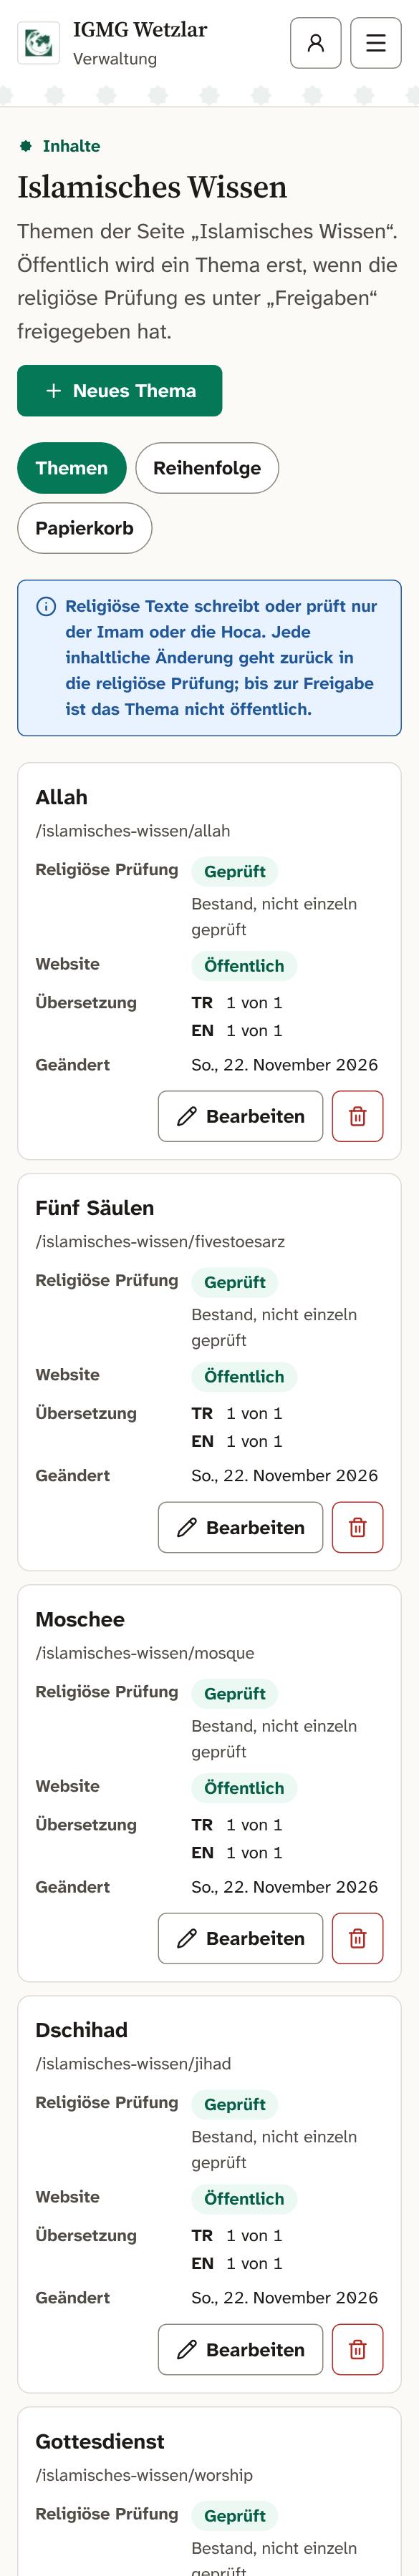 IGMG Wetzlar
Verwaltung
Inhalte
Islamisches Wissen
Themen der Seite „Islamisches Wissen“.
Öffentlich wird ein Thema erst, wenn die
religiöse Prüfung es unter „Freigaben“
freigegeben hat.
Neues Thema
Themen Reihenfolge
Papierkorb
Religiöse Texte schreibt oder prüft nur
der Imam oder die Hoca. Jede
inhaltliche Änderung geht zurück in
die religiöse Prüfung; bis zur Freigabe
ist das Thema nicht öffentlich.
Allah
/islamisches-wissen/allah
Religiöse Prüfung Geprüft
Bestand, nicht einzeln
geprüft
Website Öffentlich
Übersetzung TR 1 von 1
EN 1 von 1
Geändert So., 22. November 2026
Bearbeiten
Fünf Säulen
/islamisches-wissen/fivestoesarz
Religiöse Prüfung Geprüft
Bestand, nicht einzeln
geprüft
Website Öffentlich
Übersetzung TR 1 von 1
EN 1 von 1
Geändert So., 22. November 2026
Bearbeiten
Moschee
/islamisches-wissen/mosque
Religiöse Prüfung Geprüft
Bestand, nicht einzeln
geprüft
Website Öffentlich
Übersetzung TR 1 von 1
EN 1 von 1
Geändert So., 22. November 2026
Bearbeiten
Dschihad
/islamisches-wissen/jihad
Religiöse Prüfung Geprüft
Bestand, nicht einzeln
geprüft
Website Öffentlich
Übersetzung TR 1 von 1
EN 1 von 1
Geändert So., 22. November 2026
Bearbeiten
Gottesdienst
/islamisches-wissen/worship
Religiöse Prüfung Geprüft
Bestand, nicht einzeln
geprüft